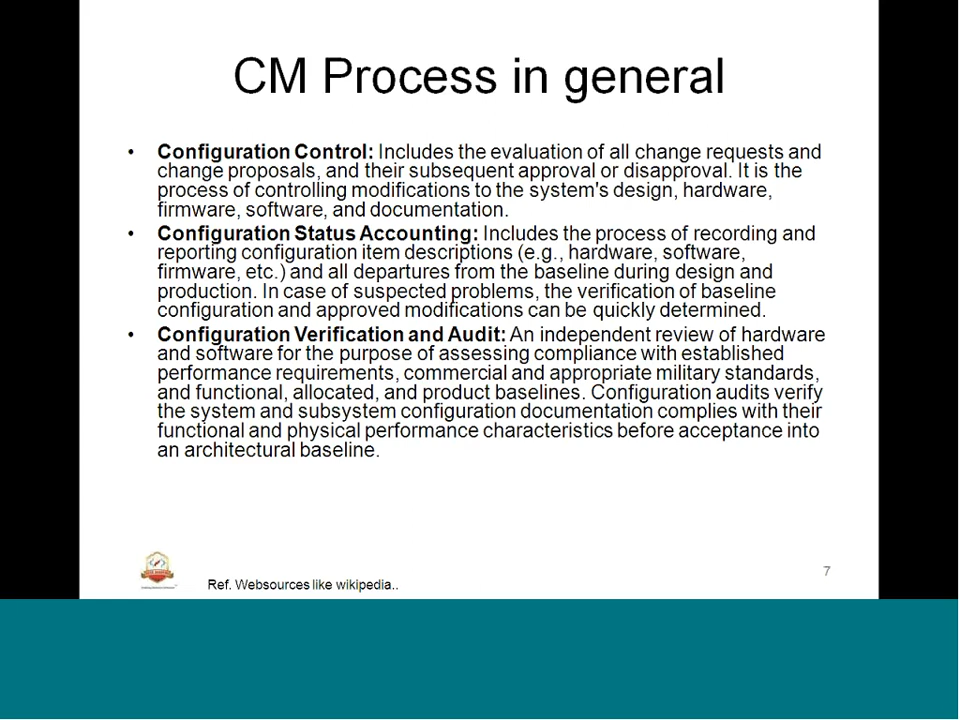 CM Process in general
• Configuration Control: Includes the evaluation of all change requests and
change proposals, and their subsequent approval or disapproval. It is the
process of controlling modifications to the system's design, hardware,
firmware, software, and documentation.
• Configuration Status Accounting: Includes the process of recording and
reporting configuration item descriptions (e.g., hardware, software,
firmware, etc.) and all departures from the baseline during design and
production. In case of suspected problems, the verification of baseline
configuration and approved modifications can be quickly determined.
• Configuration Verification and Audit: An independent review of hardware
and software for the purpose of assessing compliance with established
performance requirements, commercial and appropriate military standards,
and functional, allocated, and product baselines. Configuration audits verify
the system and subsystem configuration documentation complies with their
functional and physical performance characteristics before acceptance into
an architectural baseline.
7
Ref. Websources like wikipedia..